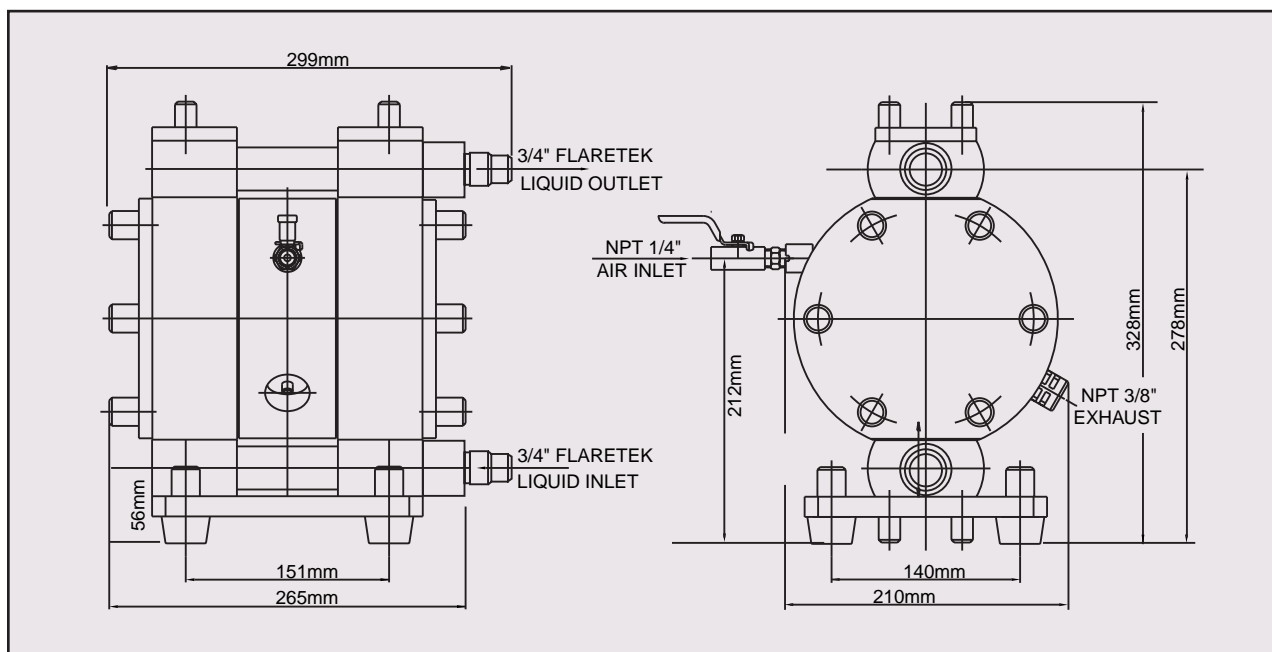 299mm
3/4" FLARETEK
LIQUID OUTLET
3/4" FLARETEK
LIQUID INLET
56mm
151mm
265mm
NPT 1/4"
AIR INLET
212mm
328mm
278mm
NPT 3/8"
EXHAUST
140mm
210mm